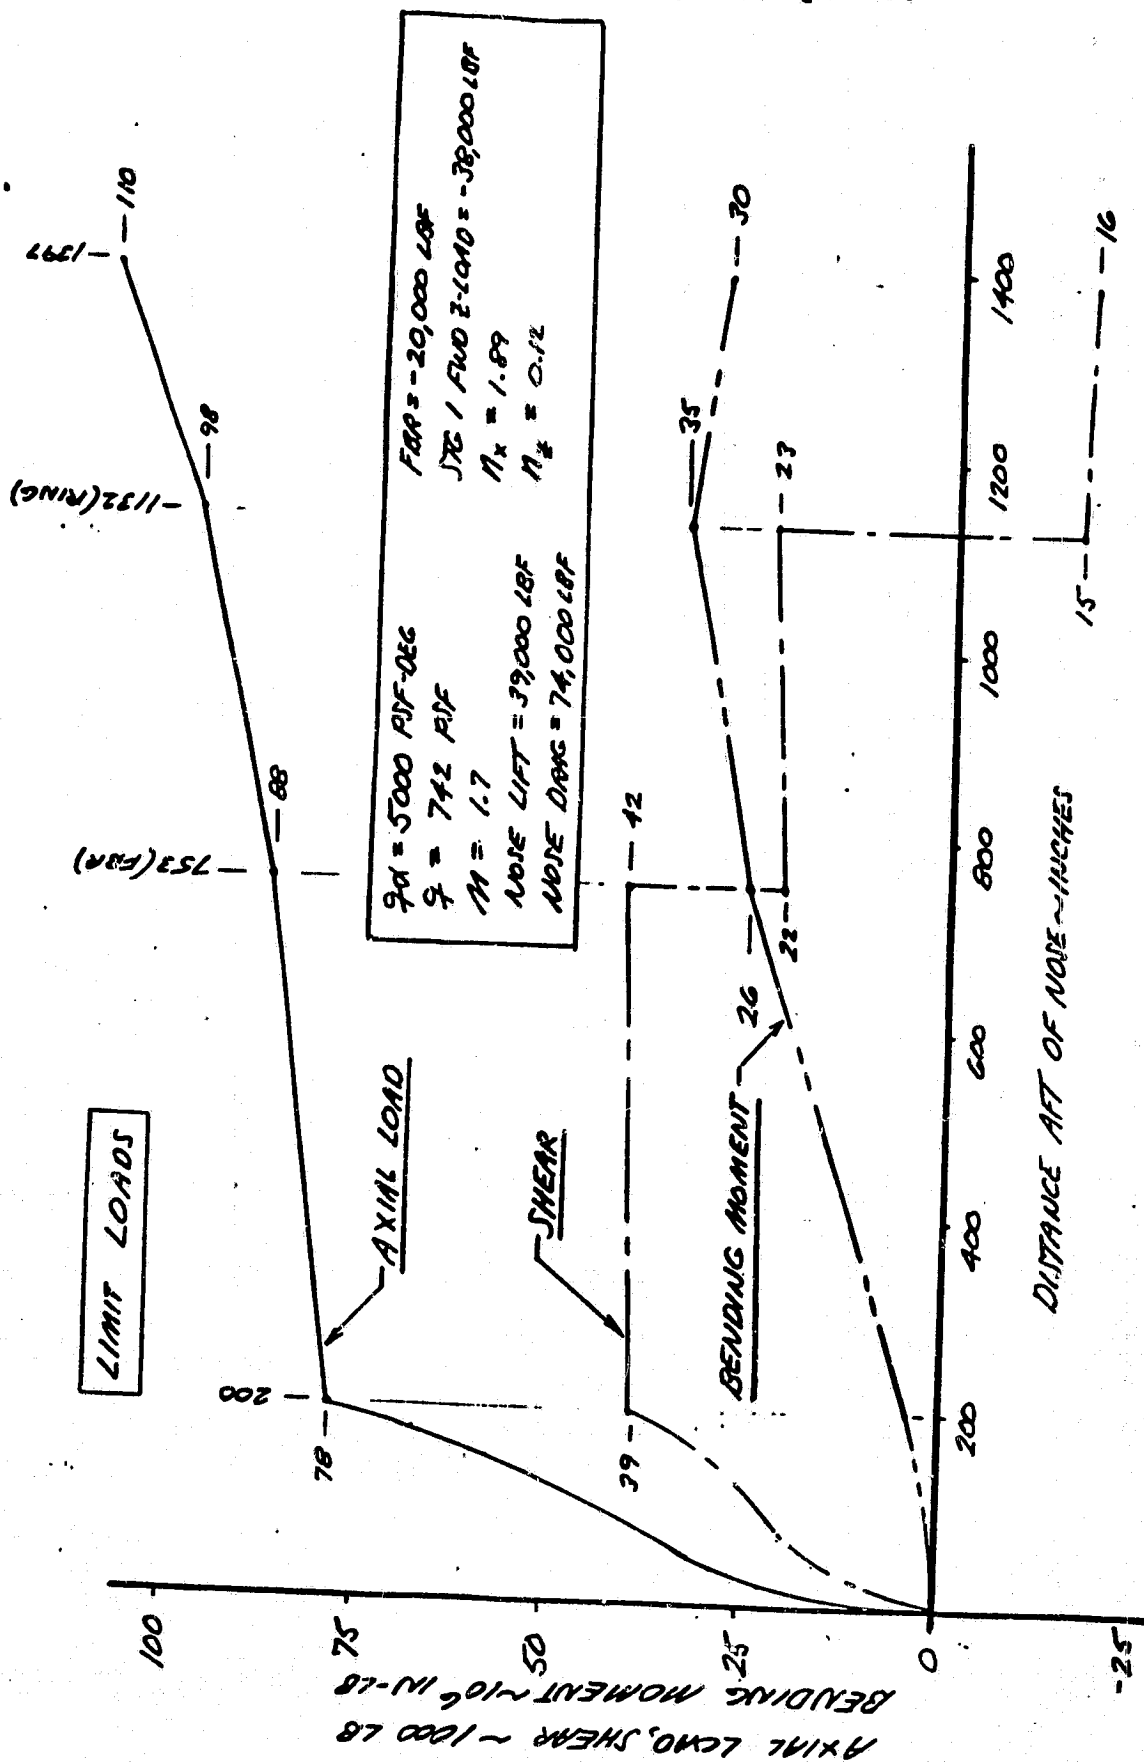 LIMIT LOADS
200
753 (FBR)
1132 (RING)
1397
78
88
98
110
AXIAL LOAD
qα = 5000 PSF-DEG
q = 742 PSF
M = 1.7
NOSE LIFT = 39,000 LBF
NOSE DRAG = 74,000 LBF
FBR = -20,000 LBF
STG 1 FWD Z-LOAD = -38,000 LBF
nx = 1.89
nz = 0.12
SHEAR
39
42
22
23
15
16
BENDING MOMENT
26
35
30
100
75
50
25
0
-25
AXIAL LOAD, SHEAR ~ 1000 LB
BENDING MOMENT ~ 10⁶ IN-LB
200
400
600
800
1000
1200
1400
DISTANCE AFT OF NOSE ~ INCHES